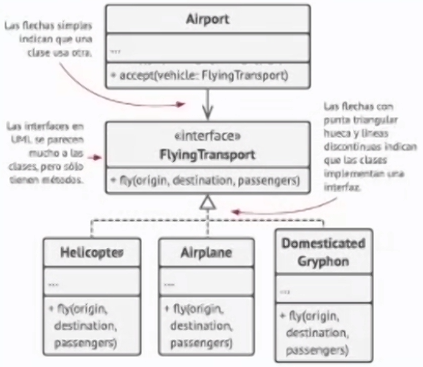 Airport
...
+ accept(vehicle: FlyingTransport)
Las flechas simples
indican que una
clase usa otra.
«interface»
FlyingTransport
+ fly(origin, destination, passengers)
Las interfaces en
UML se parecen
mucho a las
clases, pero sólo
tienen métodos.
Las flechas con
punta triangular
hueca y líneas
discontinuas indican
que las clases
implementan una
interfaz.
Helicopter
...
+ fly(origin,
destination,
passengers)
Airplane
...
+ fly(origin,
destination,
passengers)
Domesticated
Gryphon
...
+ fly(origin,
destination,
passengers)